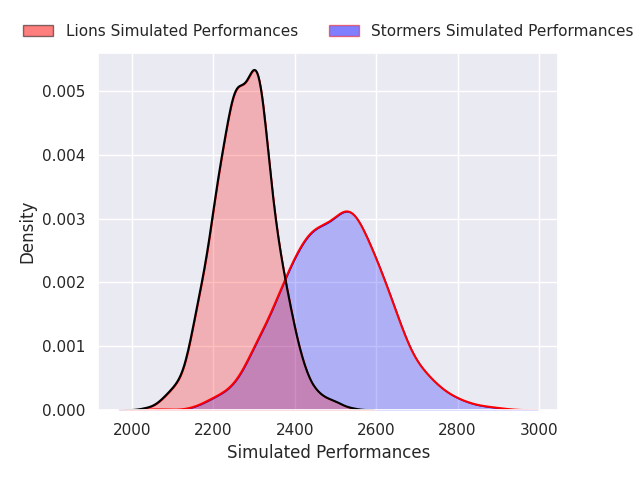 Lions Simulated Performances Stormers Simulated Performances
0.005
0.004
0.003
0.002
0.001
0.000
Density
2000 2200 2400 2600 2800 3000
Simulated Performances